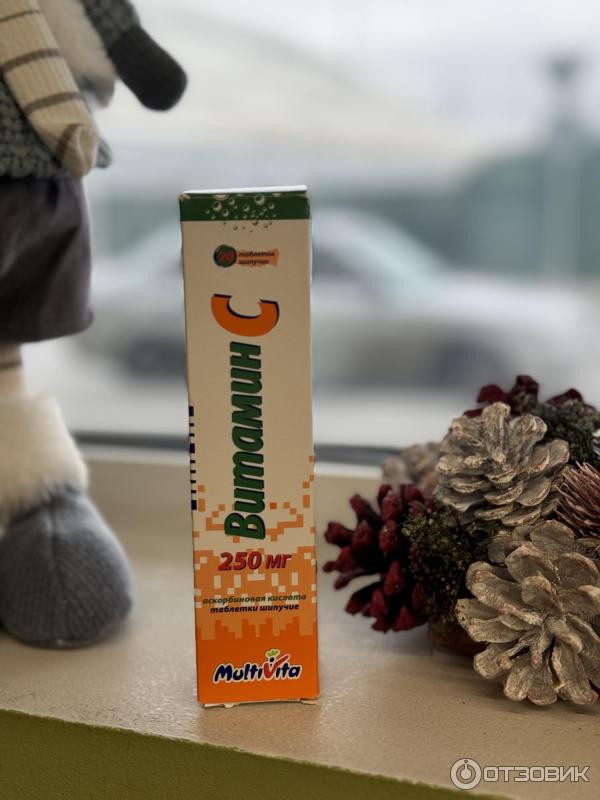 20 таблеток
шипучих
Витамин С
250 мг
аскорбиновая кислота
таблетки шипучие
MultiVita
ОТЗОВИК